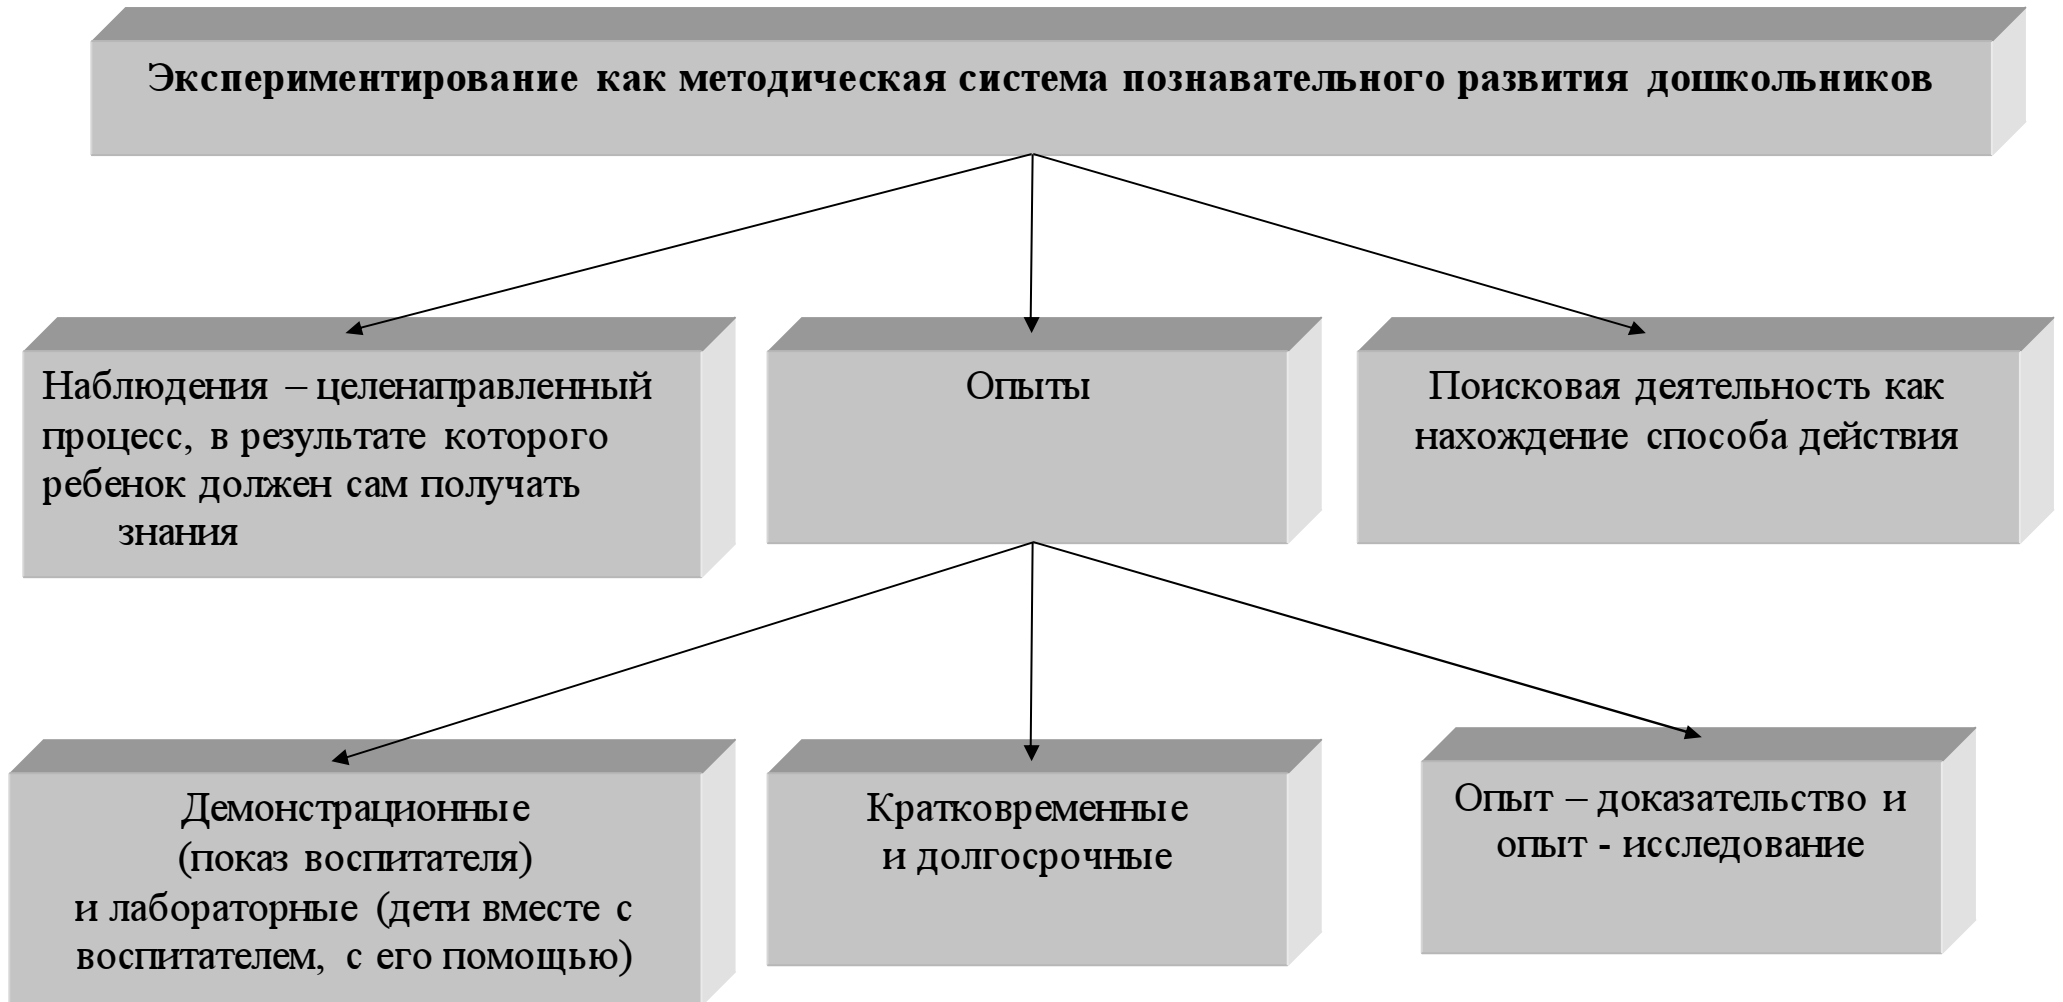 Экспериментирование как методическая система познавательного развития дошкольников
Наблюдения – целенаправленный
процесс, в результате которого
ребенок должен сам получать
знания
Опыты
Поисковая деятельность как
нахождение способа действия
Демонстрационные
(показ воспитателя)
и лабораторные (дети вместе с
воспитателем, с его помощью)
Кратковременные
и долгосрочные
Опыт – доказательство и
опыт - исследование